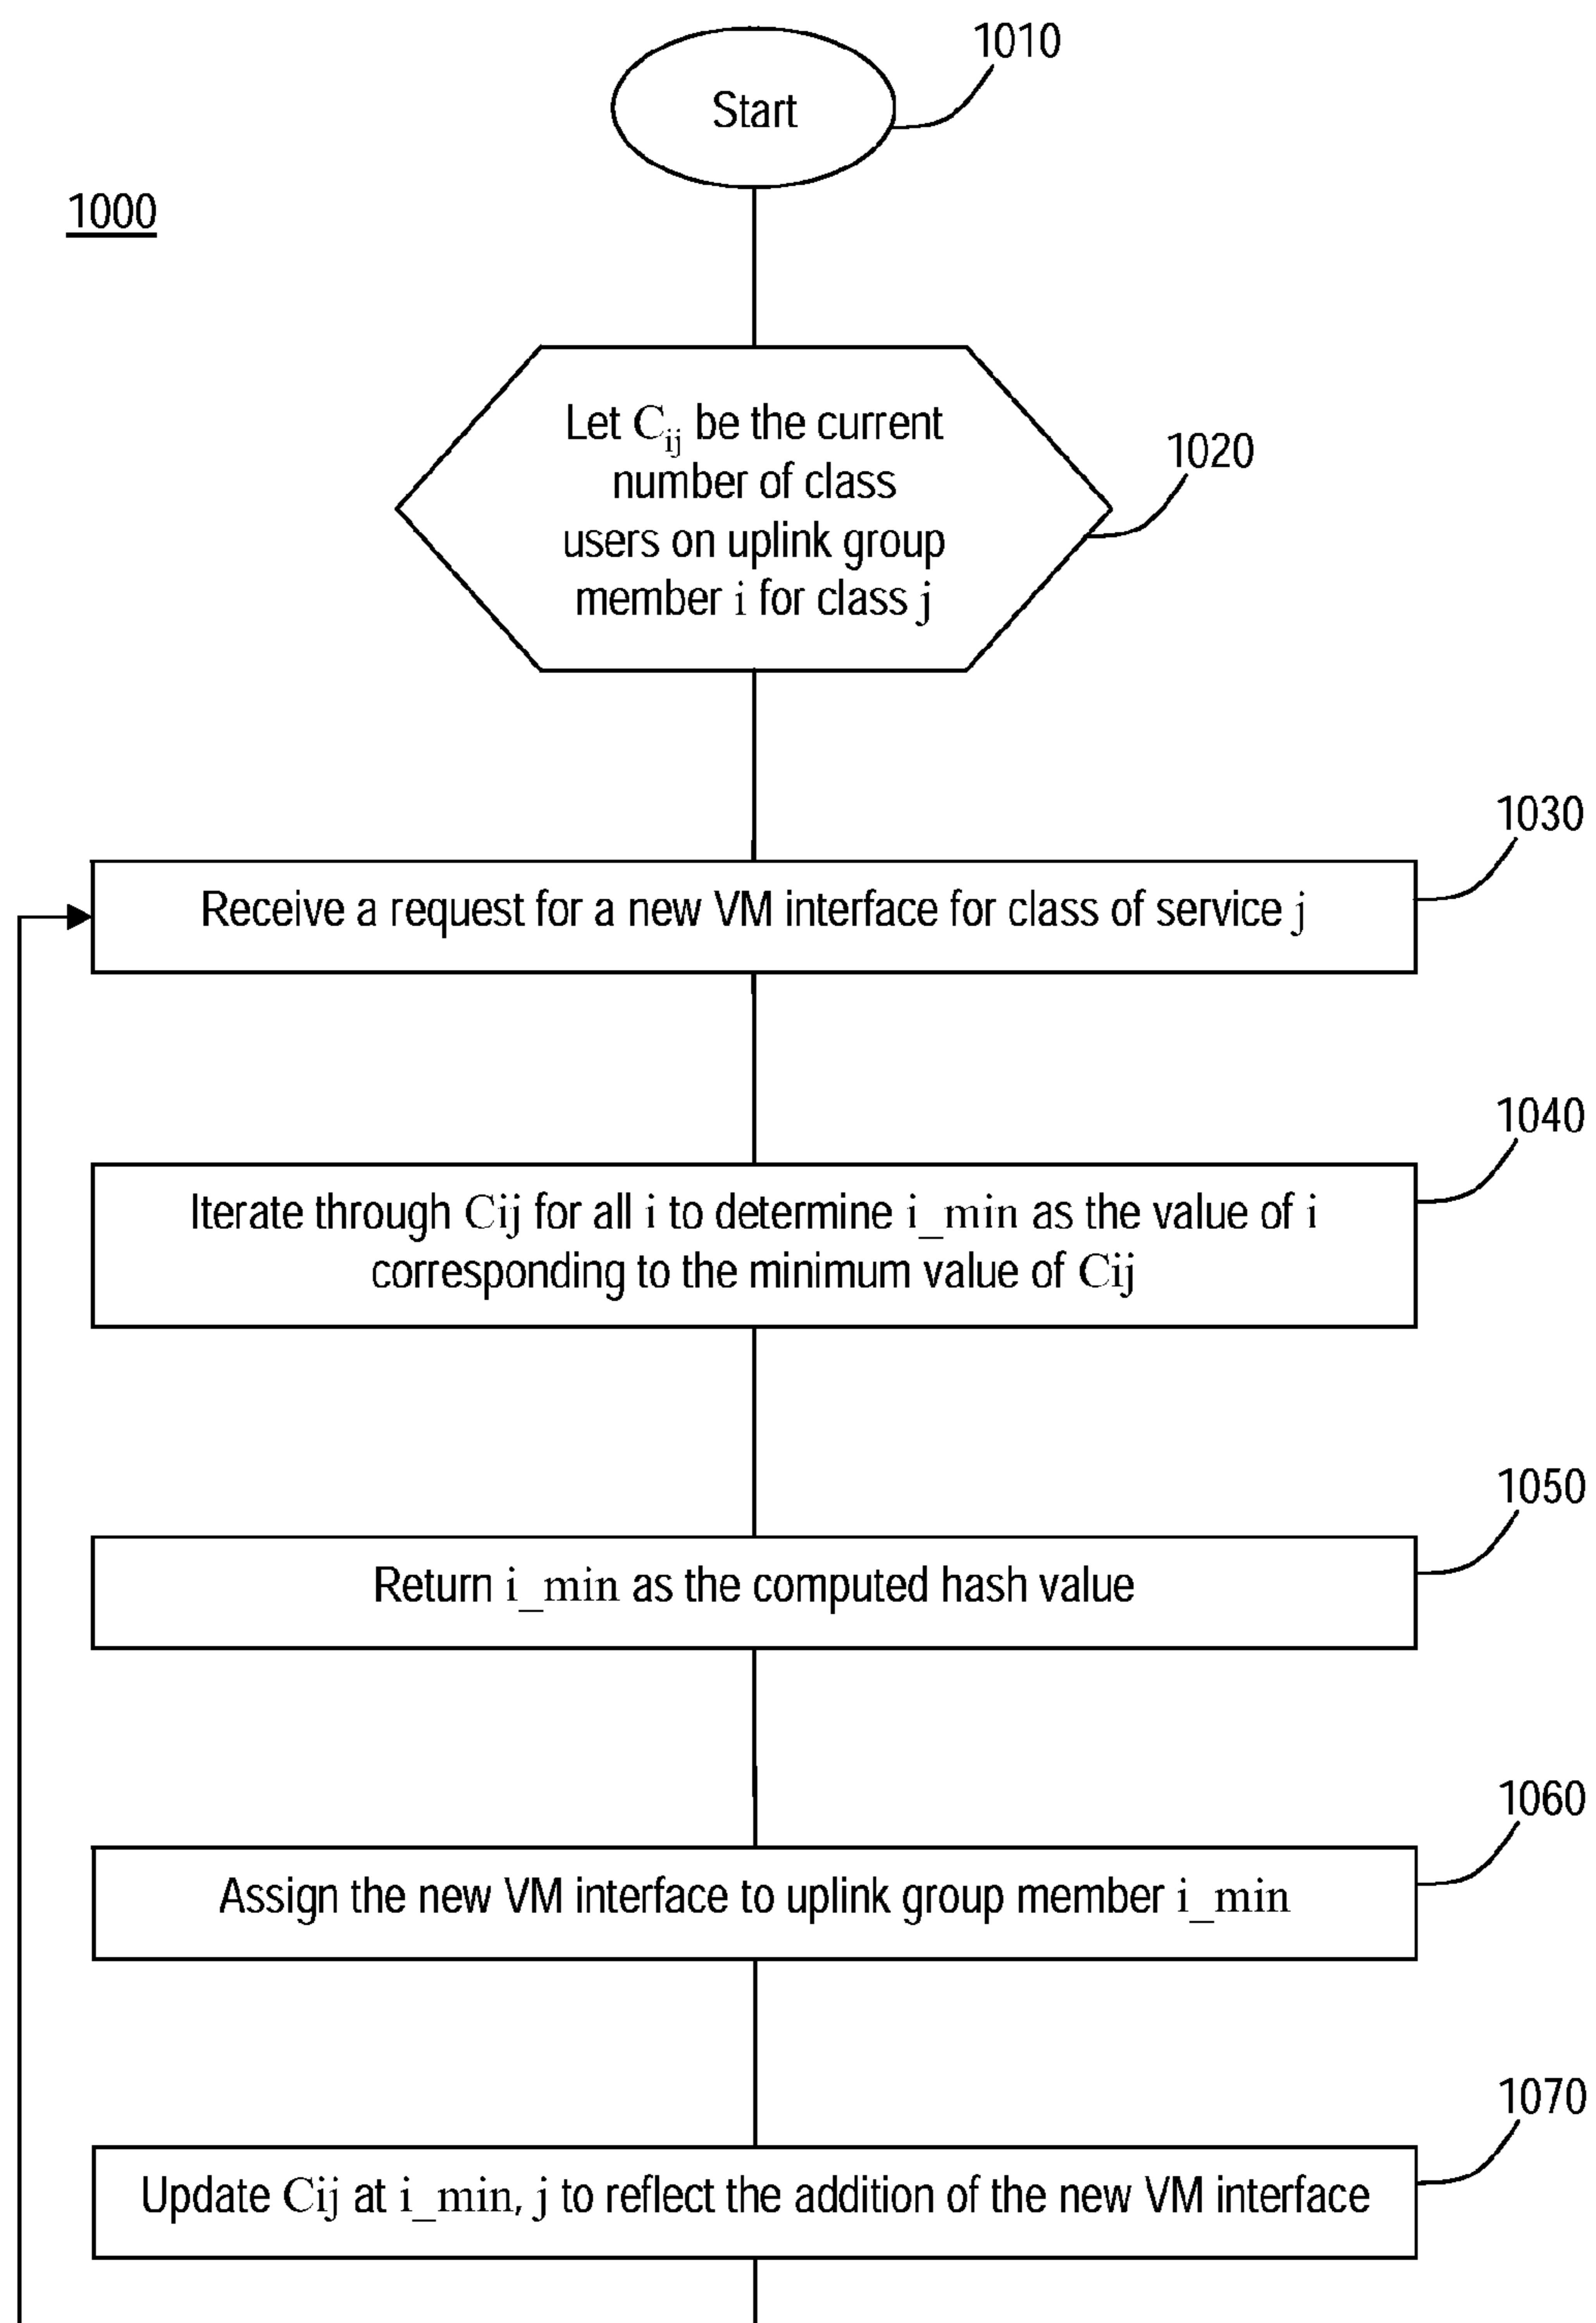 1010
Start
1000
Let Cij be the current
number of class
users on uplink group
member i for class j
1020
1030
Receive a request for a new VM interface for class of service j
1040
Iterate through Cij for all i to determine i_min as the value of i
corresponding to the minimum value of Cij
1050
Return i_min as the computed hash value
1060
Assign the new VM interface to uplink group member i_min
1070
Update Cij at i_min, j to reflect the addition of the new VM interface